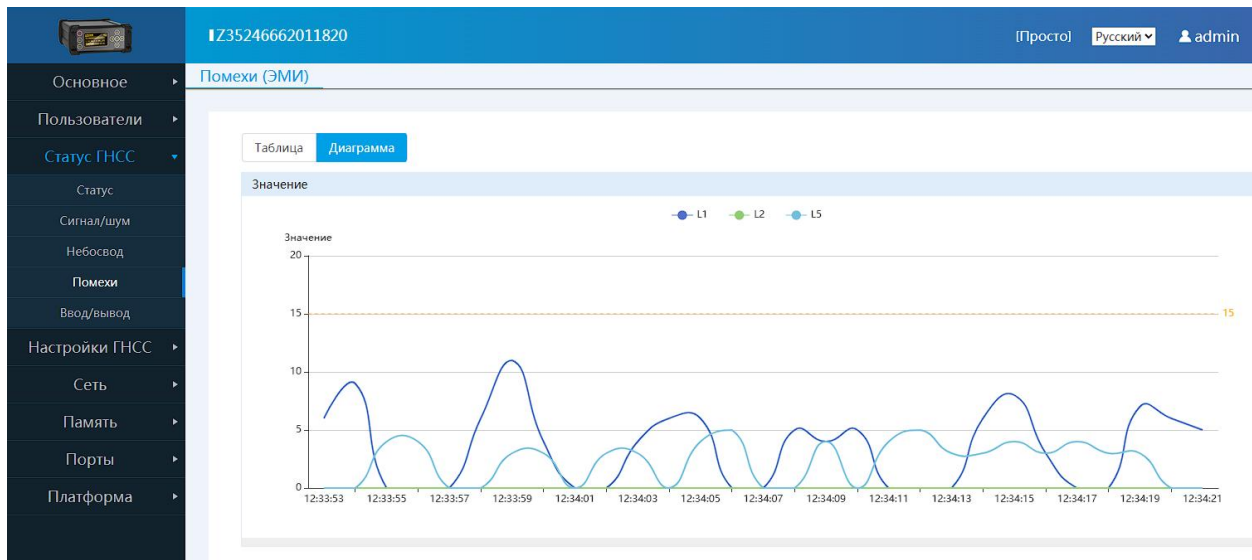 IZ35246662011820
[Просто]
Русский
admin
Основное
Пользователи
Статус ГНСС
Статус
Сигнал/шум
Небосвод
Помехи
Ввод/вывод
Настройки ГНСС
Сеть
Память
Порты
Платформа
Помехи (ЭМИ)
Таблица Диаграмма
Значение
L1 L2 L5
Значение
20
15 15
10
5
0
12:33:53 12:33:55 12:33:57 12:33:59 12:34:01 12:34:03 12:34:05 12:34:07 12:34:09 12:34:11 12:34:13 12:34:15 12:34:17 12:34:19 12:34:21